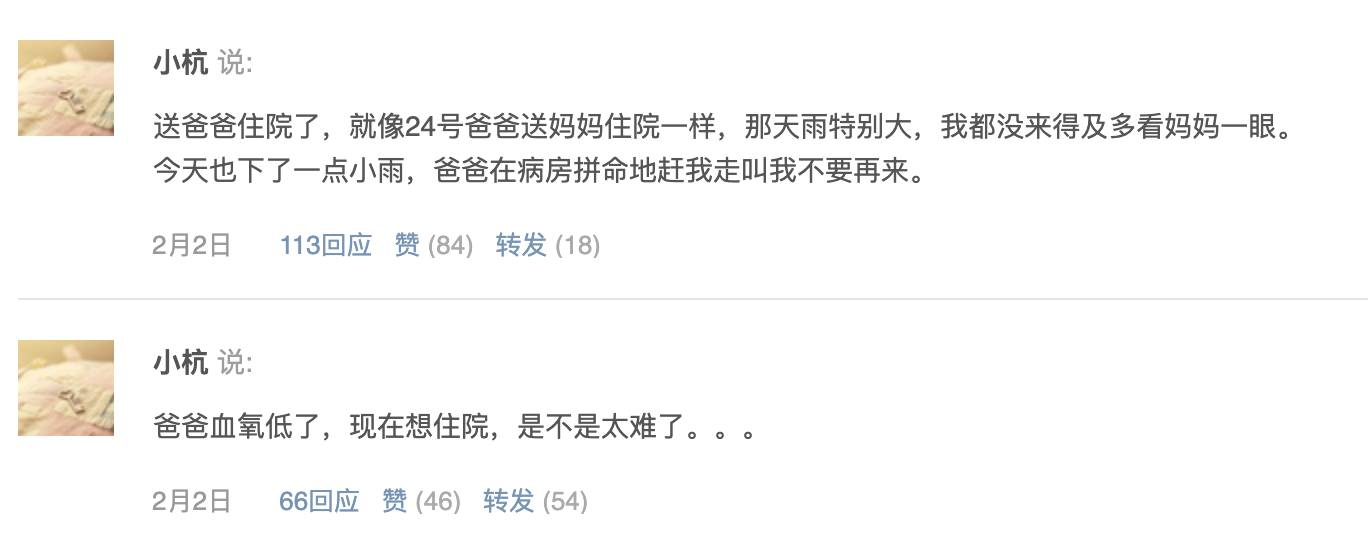 小杭 说:
送爸爸住院了，就像24号爸爸送妈妈住院一样，那天雨特别大，我都没来得及多看妈妈一眼。
今天也下了一点小雨，爸爸在病房拼命地赶我走叫我不要再来。
2月2日 113回应 赞 (84) 转发 (18)
小杭 说:
爸爸血氧低了，现在想住院，是不是太难了。。。
2月2日 66回应 赞 (46) 转发 (54)